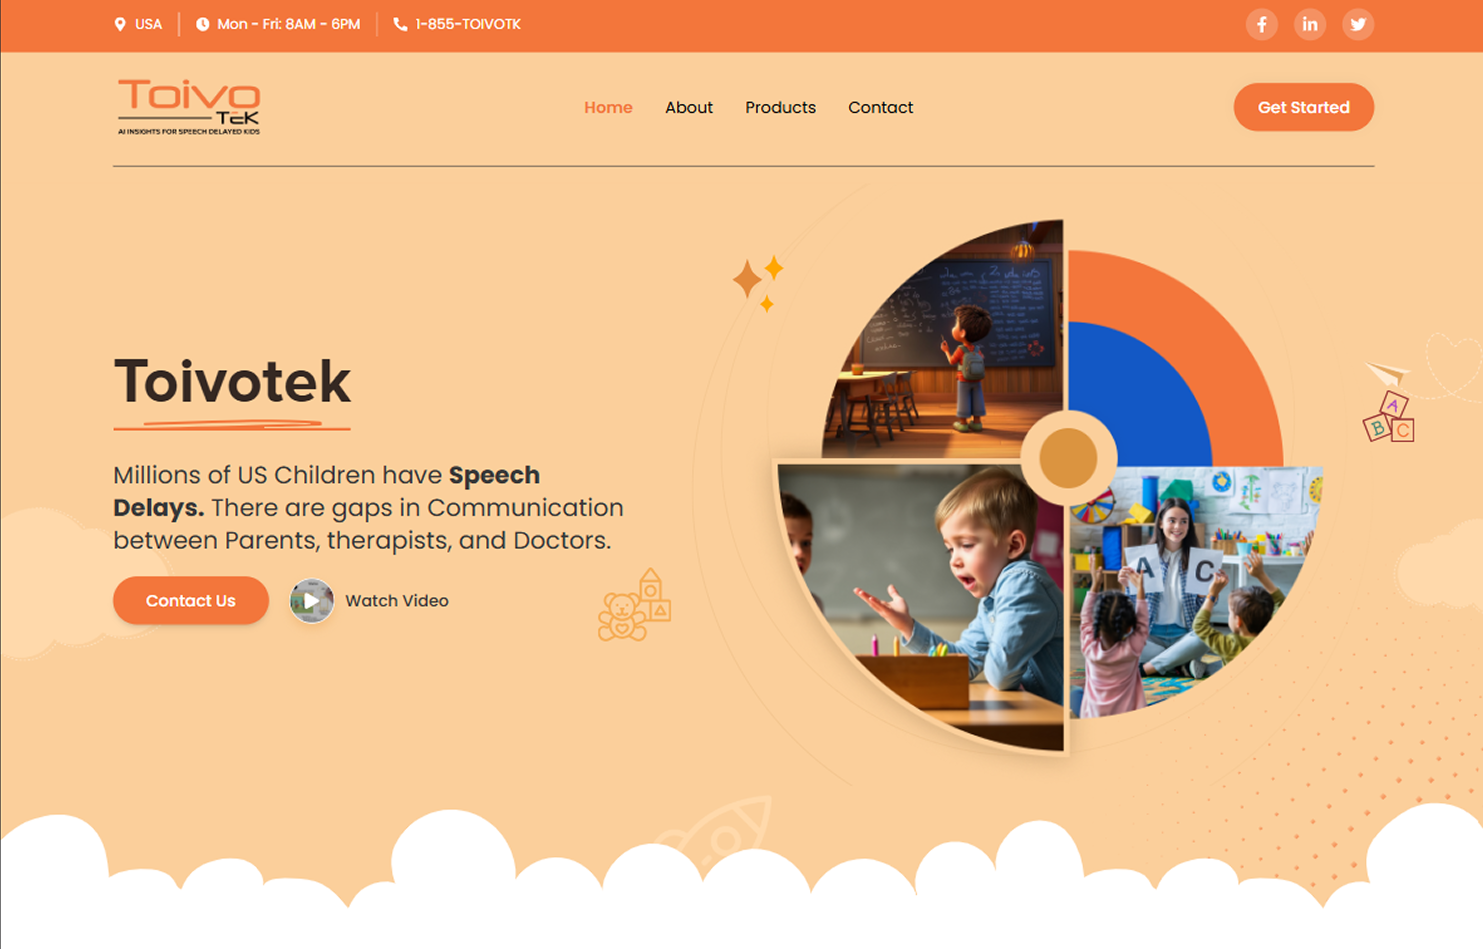 USA
Mon - Fri: 8AM - 6PM
1-855-TOIVOTK
Toivo
TEK
AI INSIGHTS FOR SPEECH DELAYED KIDS
Home
About
Products
Contact
Get Started
Toivotek
Millions of US Children have Speech
Delays. There are gaps in Communication
between Parents, therapists, and Doctors.
Contact Us
Watch Video
A
B
C
A
C